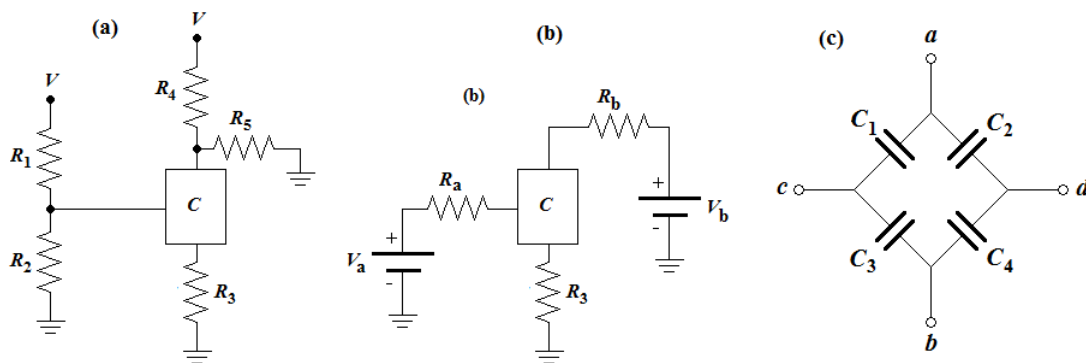 (a)
V
V
R1
R2
R4
R5
C
R3
(b)
(b)
Ra
Rb
C
+
Va
-
+
Vb
-
R3
(c)
a
C1
C2
c
d
C3
C4
b